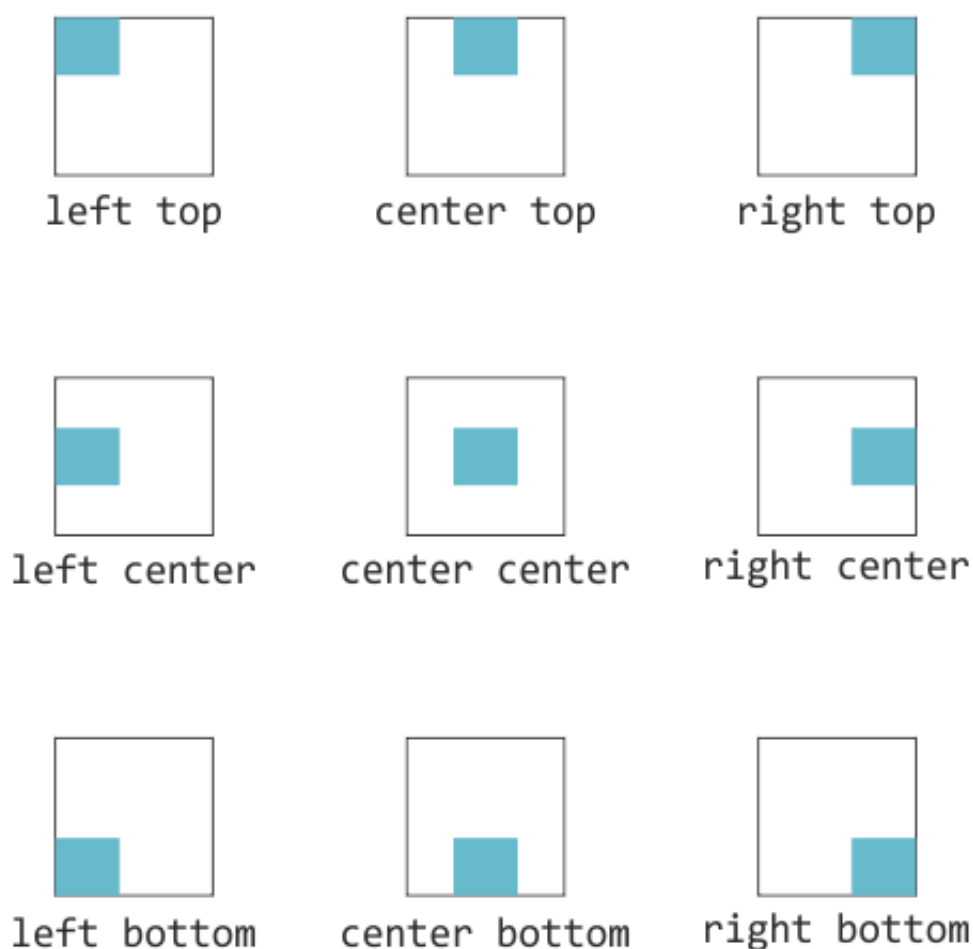 left top
center top
right top
left center
center center
right center
left bottom
center bottom
right bottom